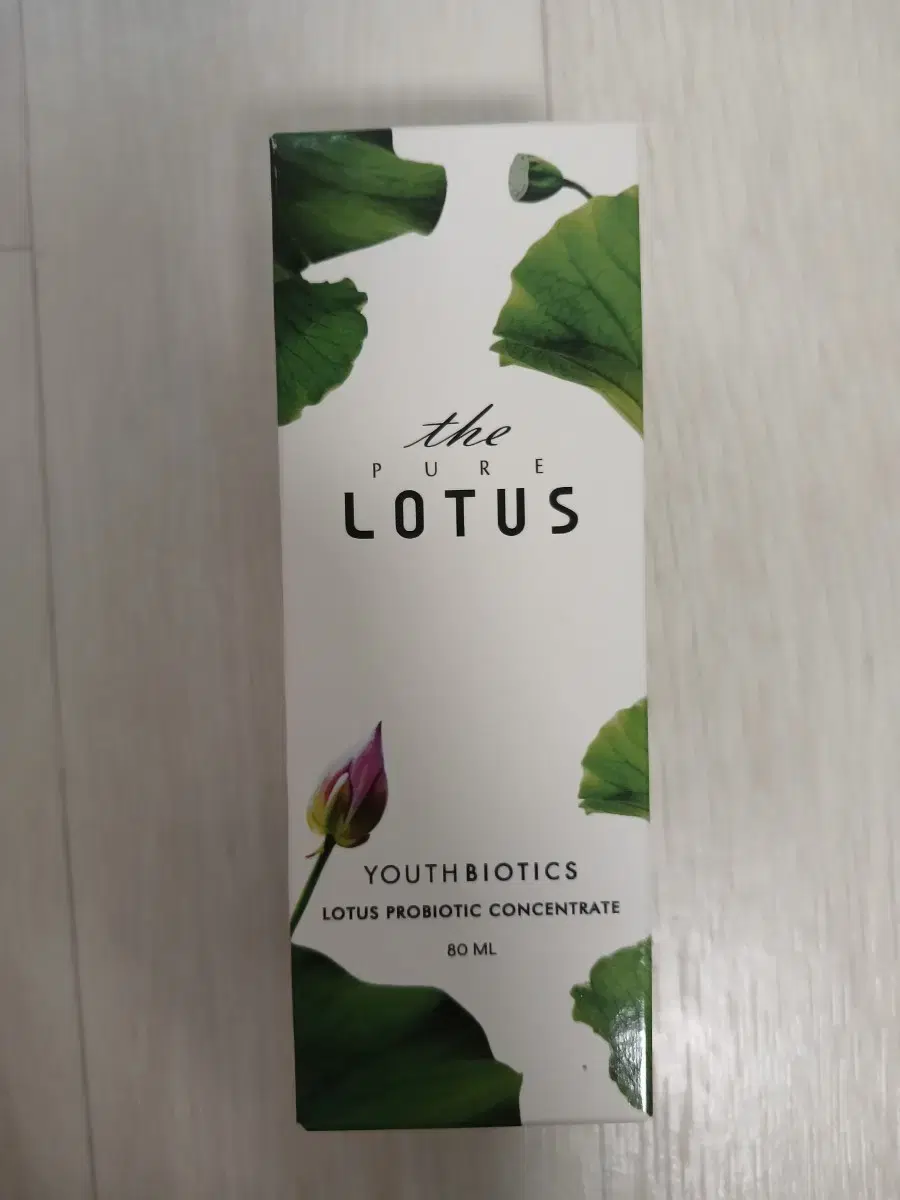 the
PURE
LOTUS
YOUTHBIOTICS
LOTUS PROBIOTIC CONCENTRATE
80 ML